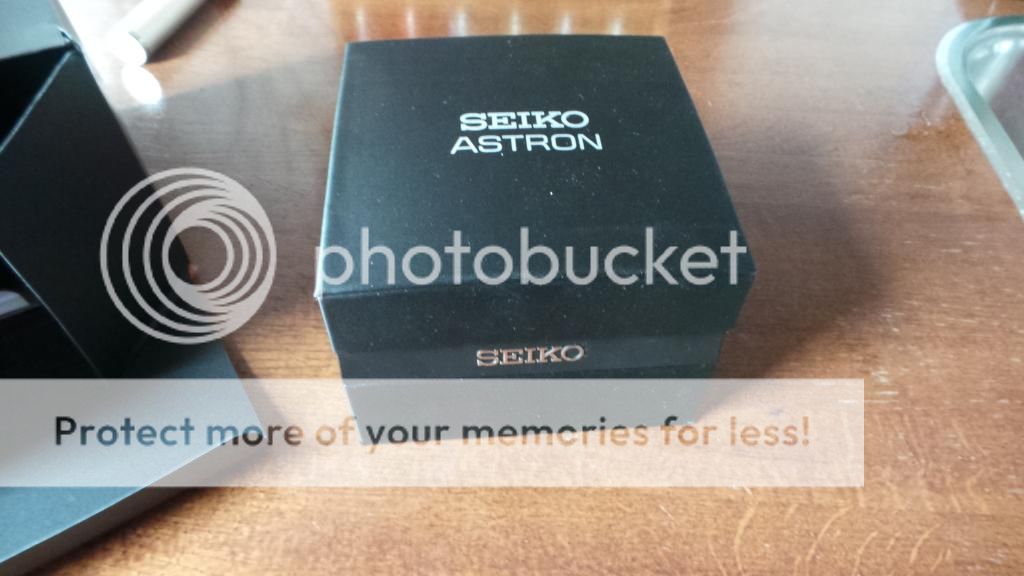 SEIKO
ASTRON
photobucket
SEIKO
Protect more of your memories for less!